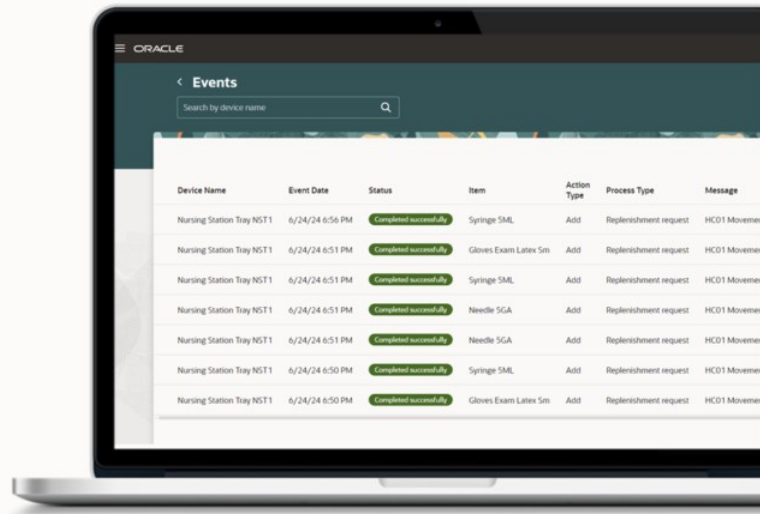 ORACLE
Events
Search by device name
Device Name Event Date Status Item Action Type Process Type Message
Nursing Station Tray NST1 6/24/24 6:56 PM Completed successfully Syringe 5ML Add Replenishment request HC01 Moveme
Nursing Station Tray NST1 6/24/24 6:51 PM Completed successfully Gloves Exam Latex Sm Add Replenishment request HC01 Moveme
Nursing Station Tray NST1 6/24/24 6:51 PM Completed successfully Syringe 5ML Add Replenishment request HC01 Moveme
Nursing Station Tray NST1 6/24/24 6:51 PM Completed successfully Needle 5GA Add Replenishment request HC01 Moveme
Nursing Station Tray NST1 6/24/24 6:51 PM Completed successfully Needle 5GA Add Replenishment request HC01 Moveme
Nursing Station Tray NST1 6/24/24 6:50 PM Completed successfully Syringe 5ML Add Replenishment request HC01 Moveme
Nursing Station Tray NST1 6/24/24 6:50 PM Completed successfully Gloves Exam Latex Sm Add Replenishment request HC01 Moveme